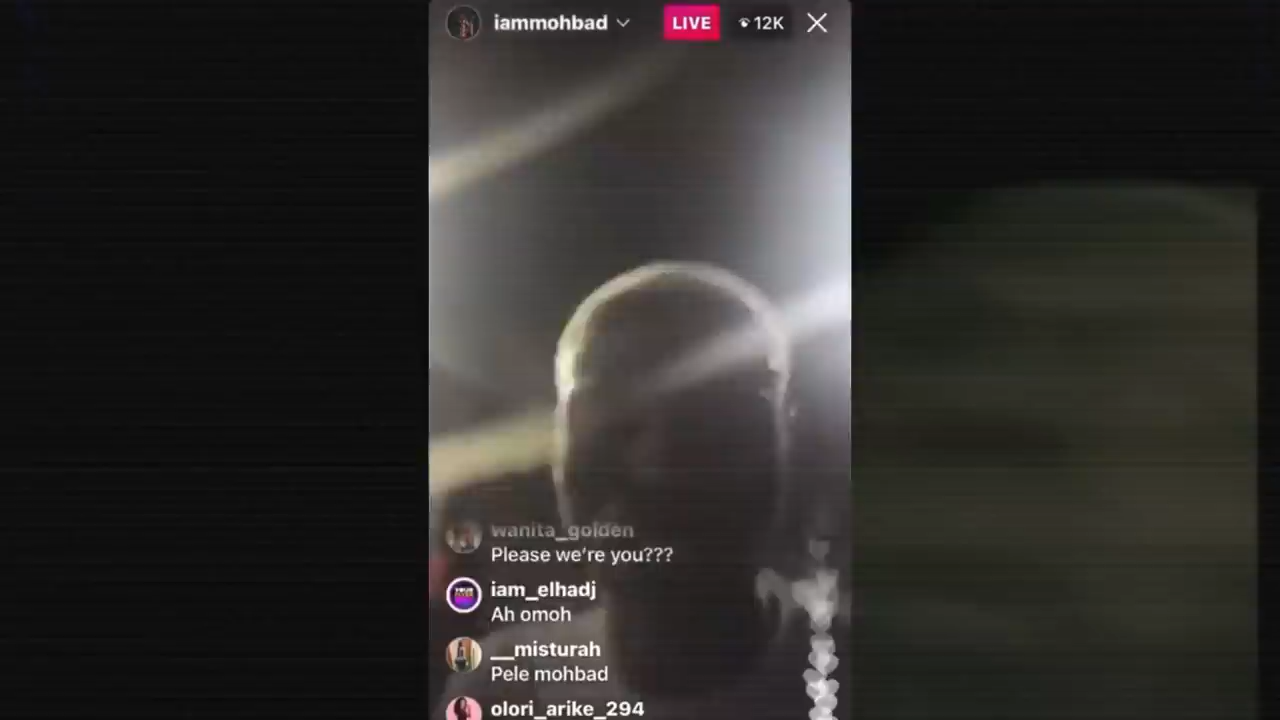 iammohbad
LIVE
12K
wanita_golden
Please we're you???
iam_elhadj
Ah omoh
__misturah
Pele mohbad
olori_arike_294